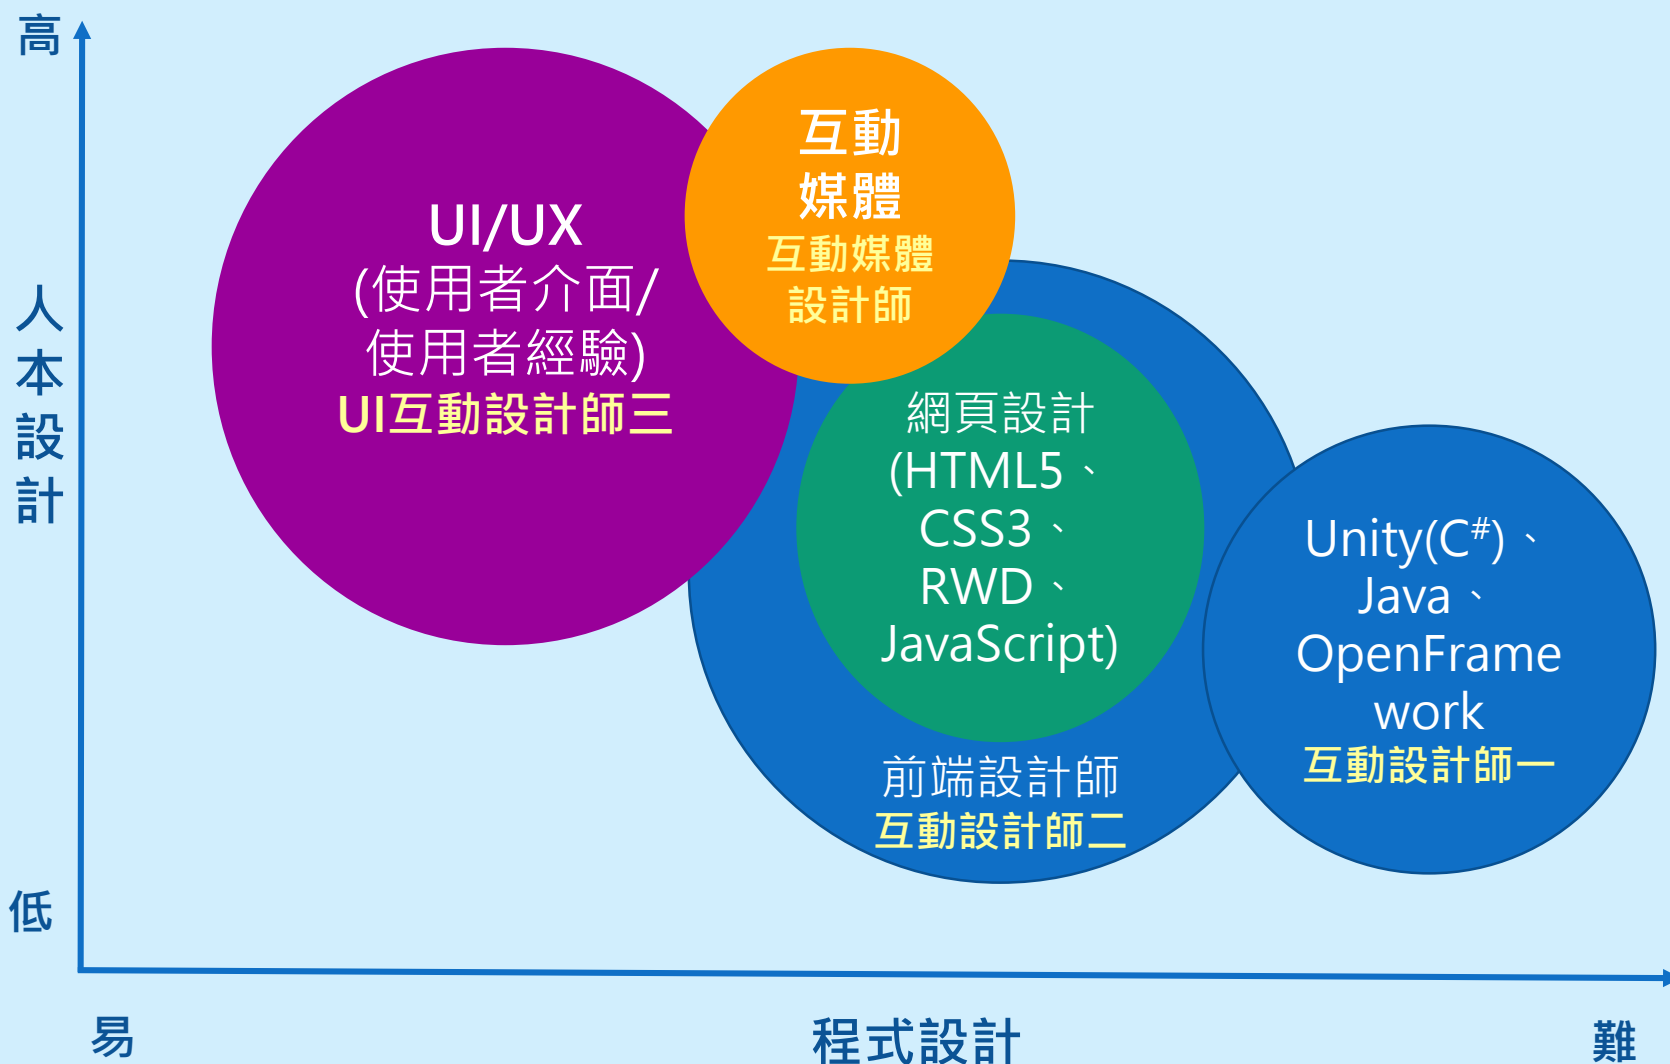 高
人
本
設
計
低
UI/UX
(使用者介面/
使用者經驗)
UI互動設計師三
互動
媒體
互動媒體
設計師
網頁設計
(HTML5、
CSS3、
RWD、
JavaScript)
前端設計師
互動設計師二
Unity(C#)、
Java、
OpenFrame
work
互動設計師一
易
程式設計
難